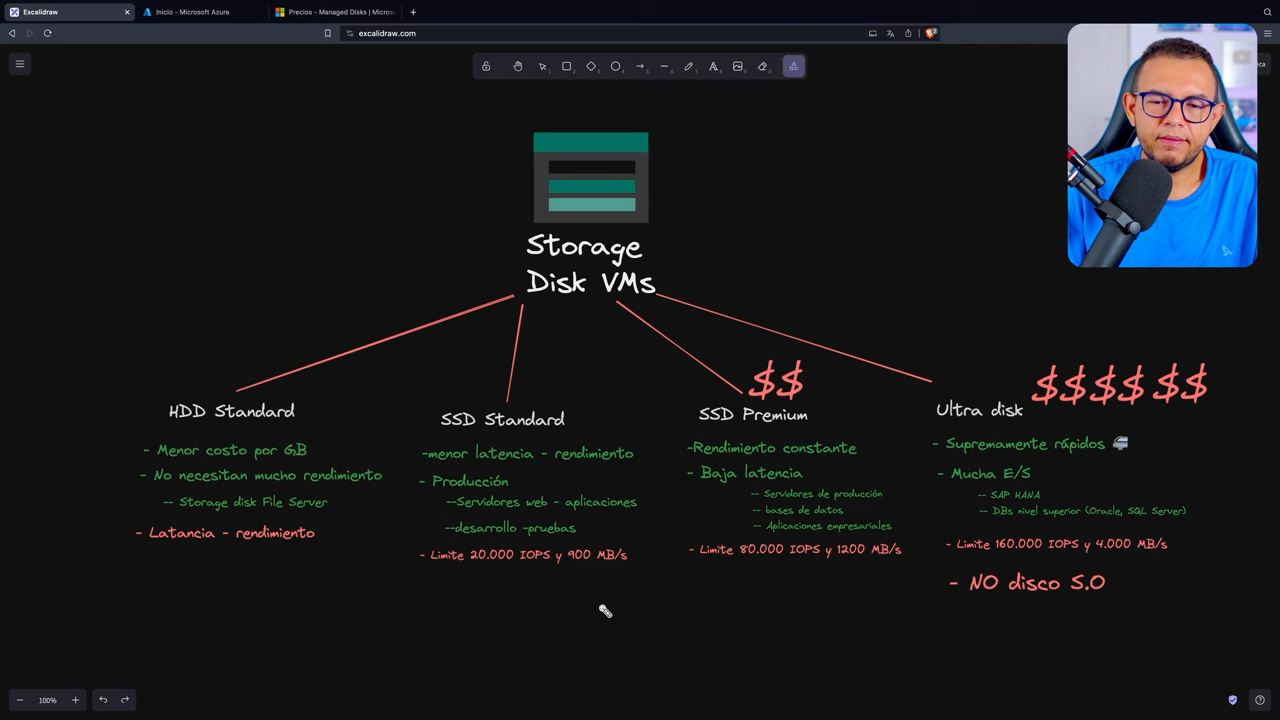 Excalidraw
Inicio - Microsoft Azure
Precios - Managed Disks | Micros
excalidraw.com
Storage
Disk VMs
HDD Standard
- Menor costo por GB
- No necesitan mucho rendimiento
-- Storage disk File Server
- Latancia - rendimiento
SSD Standard
-menor latencia - rendimiento
- Producción
--Servidores web - aplicaciones
--desarrollo -pruebas
- Limite 20.000 IOPS y 900 MB/s
$$
SSD Premium
-Rendimiento constante
- Baja latencia
-- Servidores de producción
-- bases de datos
-- Aplicaciones empresariales
- Limite 80.000 IOPS y 1200 MB/s
$$$$ $$
Ultra disk
- Supremamente rápidos
- Mucha E/S
-- SAP HANA
-- DBs nivel superior (Oracle, SQL Server)
- Limite 160.000 IOPS y 4.000 MB/s
- NO disco S.O
100%